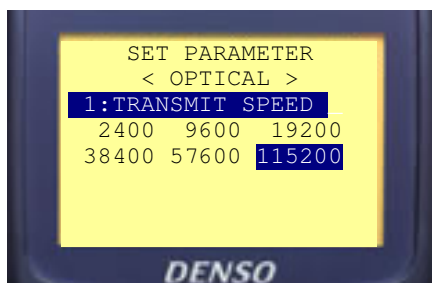 SET PARAMETER
< OPTICAL >
1:TRANSMIT SPEED
2400 9600 19200
38400 57600 115200
DENSO